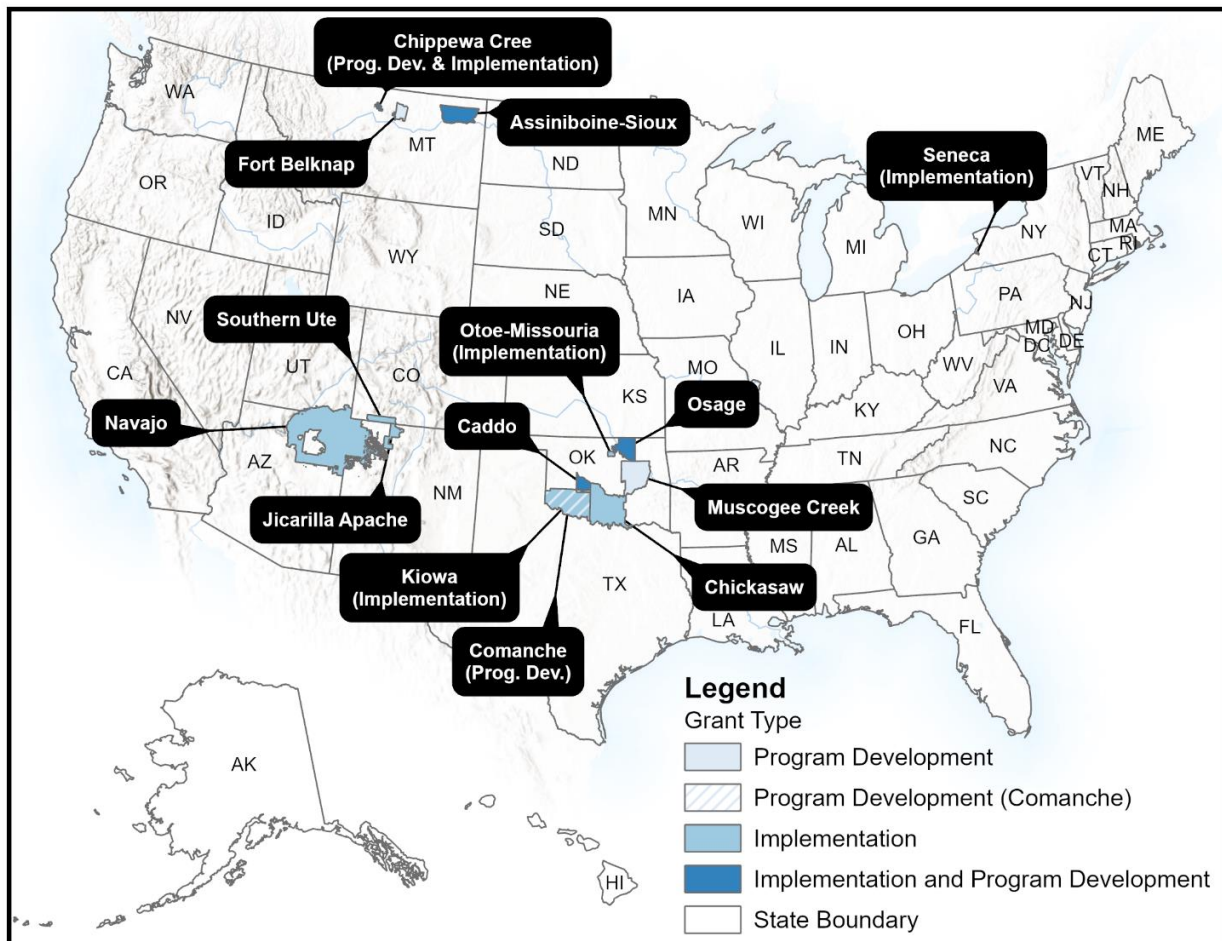 Chippewa Cree
(Prog. Dev. & Implementation)
WA
Assiniboine-Sioux
ME
MT
Fort Belknap
ND
Seneca
(Implementation)
VT
NH
OR
MN
ID
SD
WI
MI
NY
MA
RI
CT
WY
IA
PA
NJ
NE
Southern Ute
Otoe-Missouria
(Implementation)
NV
OH
MD
DE
DC
IL
IN
UT
WV
CA
CO
MO
VA
KS
KY
Osage
Navajo
Caddo
NC
TN
OK
AZ
AR
NM
SC
Jicarilla Apache
Muscogee Creek
MS
AL
GA
Kiowa
(Implementation)
TX
Chickasaw
LA
FL
Comanche
(Prog. Dev.)
Legend
Grant Type
Program Development
AK
Program Development (Comanche)
Implementation
HI
Implementation and Program Development
State Boundary